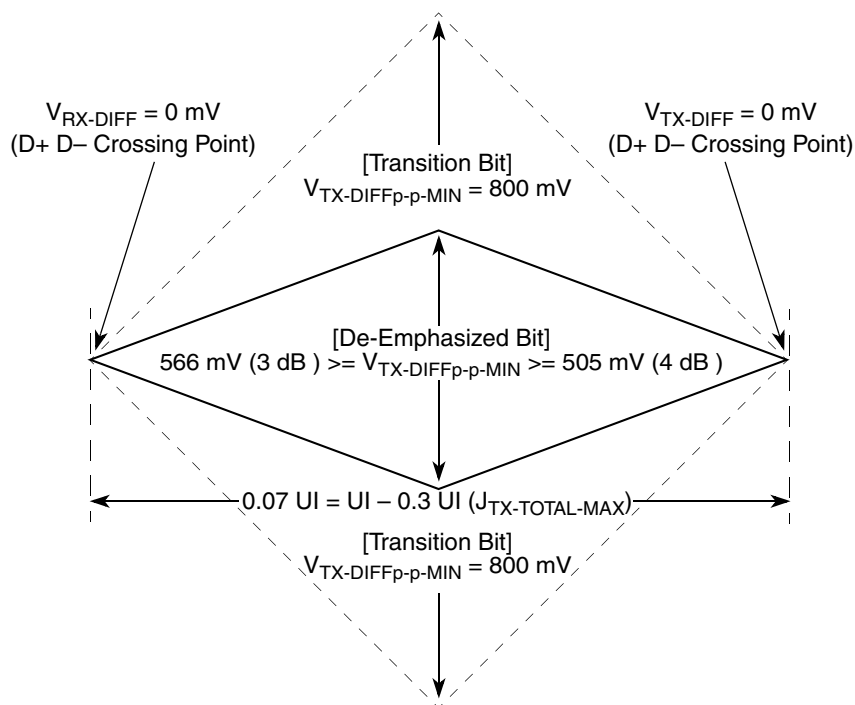 V_RX-DIFF = 0 mV
(D+ D– Crossing Point)
V_TX-DIFF = 0 mV
(D+ D– Crossing Point)
[Transition Bit]
V_TX-DIFFp-p-MIN = 800 mV
[De-Emphasized Bit]
566 mV (3 dB ) >= V_TX-DIFFp-p-MIN >= 505 mV (4 dB )
0.07 UI = UI – 0.3 UI (J_TX-TOTAL-MAX)
[Transition Bit]
V_TX-DIFFp-p-MIN = 800 mV